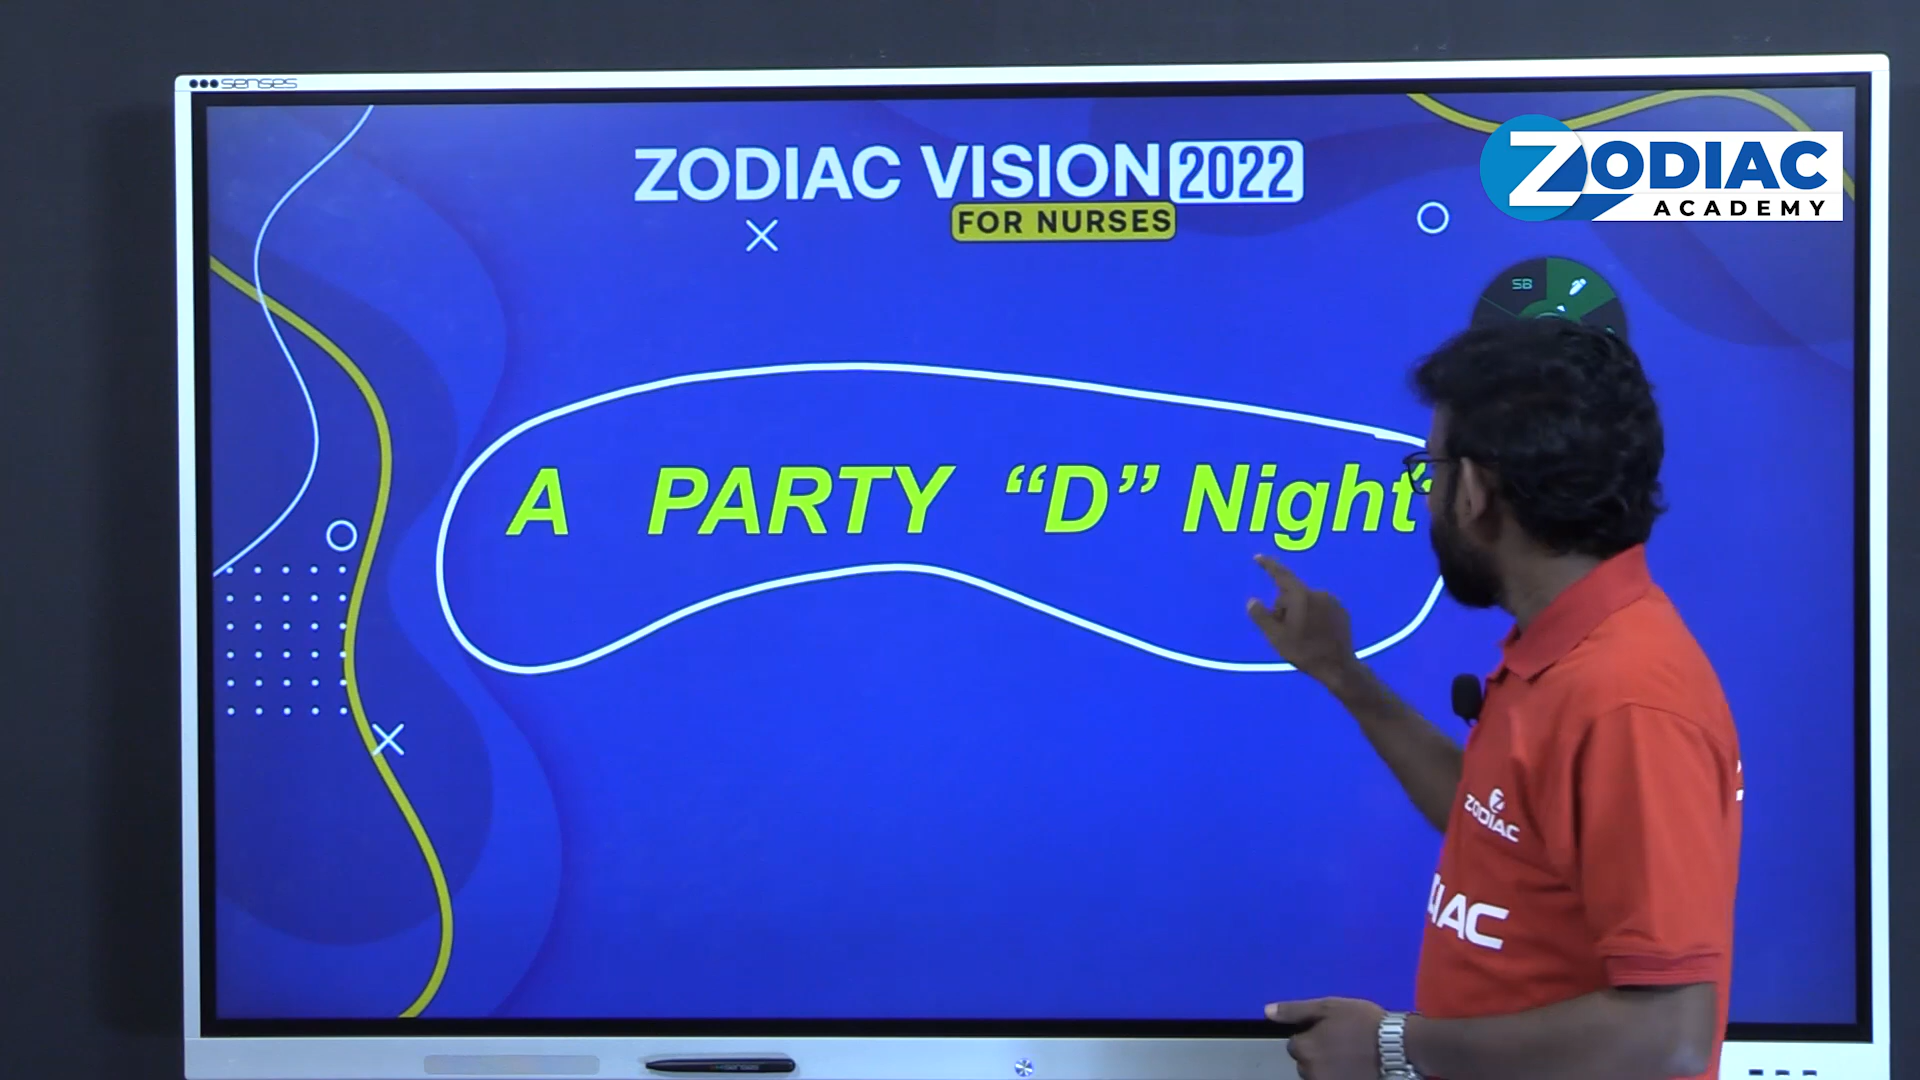 senses
ZODIAC VISION 2022
FOR NURSES
ZODIAC
ACADEMY
SB
A PARTY “D” Night
ZODIAC
IAC